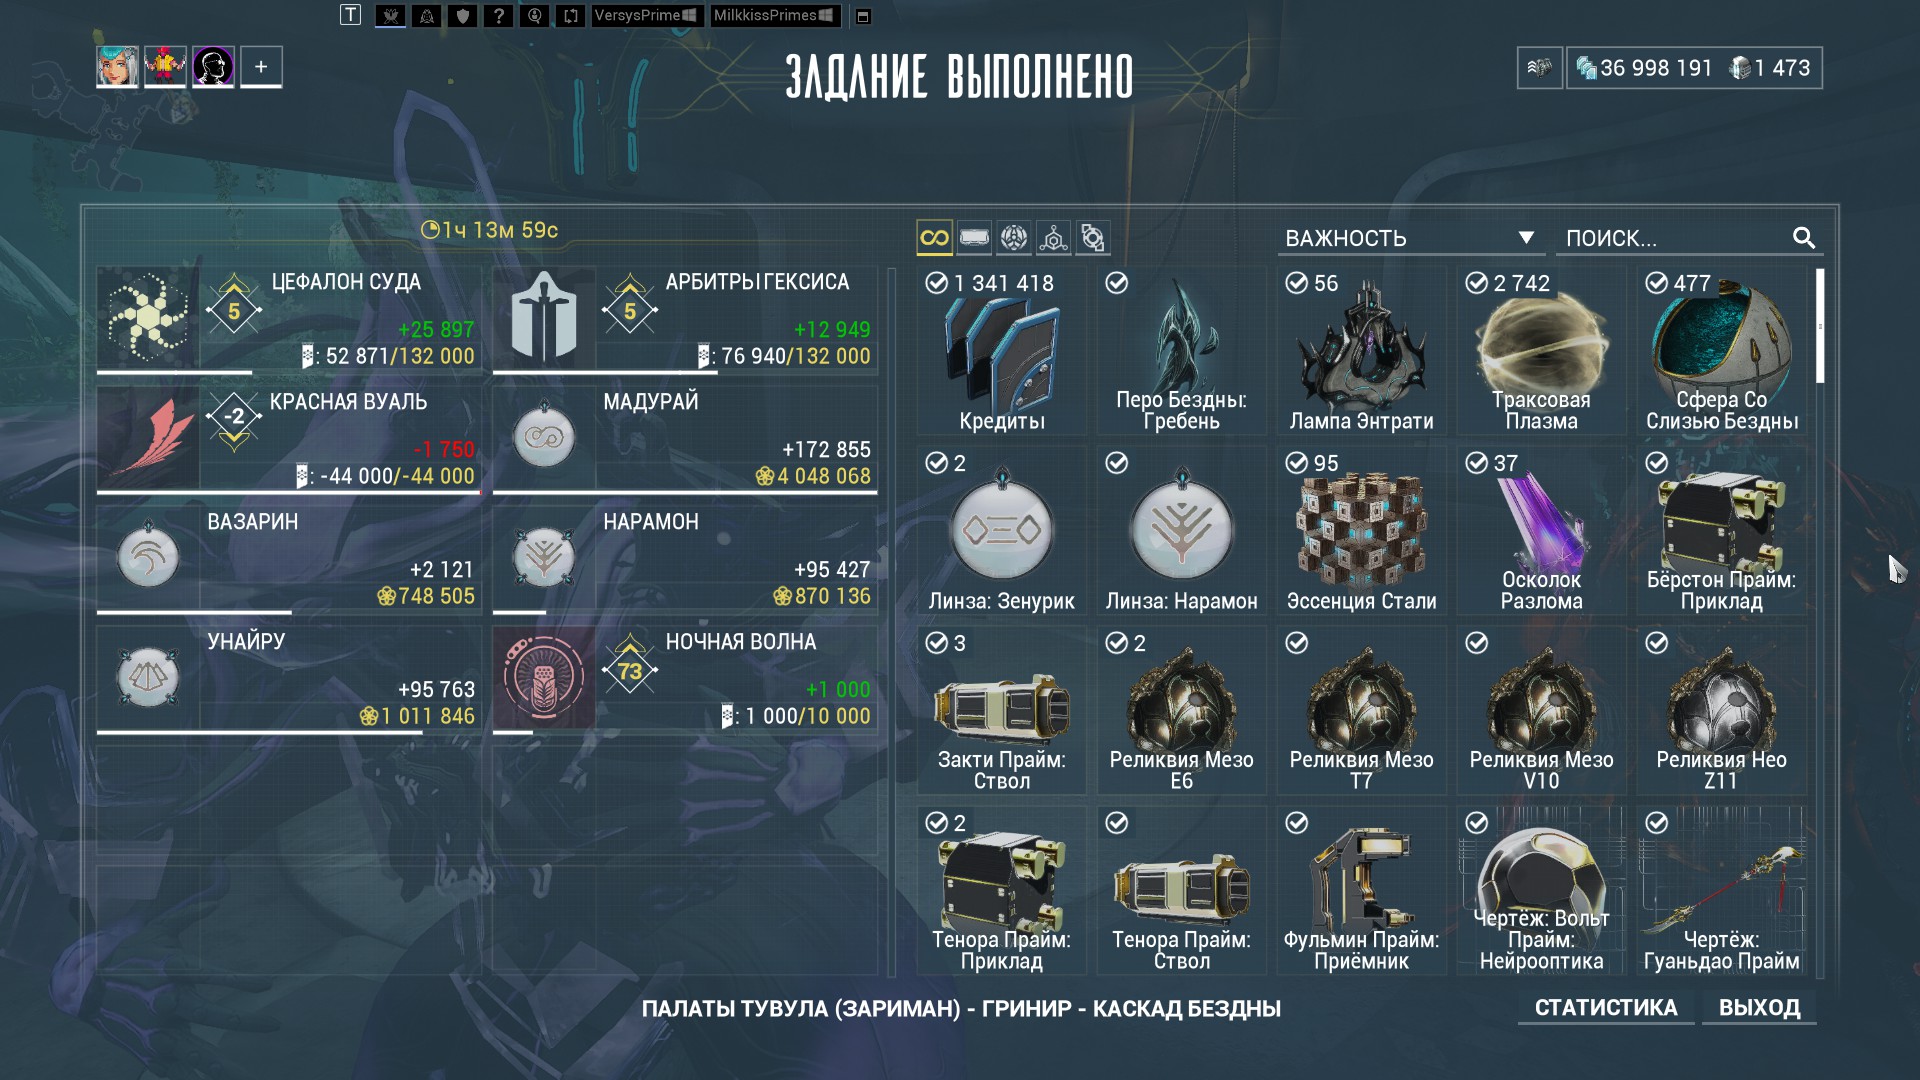 T
?
VersysPrime
MilkkissPrimes
+
ЗАДАНИЕ ВЫПОЛНЕНО
36 998 191
1 473
1ч 13м 59с
ЦЕФАЛОН СУДА
5
+25 897
: 52 871/132 000
АРБИТРЫ ГЕКСИСА
5
+12 949
: 76 940/132 000
КРАСНАЯ ВУАЛЬ
-2
-1 750
: -44 000/-44 000
МАДУРАЙ
+172 855
4 048 068
ВАЗАРИН
+2 121
748 505
НАРАМОН
+95 427
870 136
УНАЙРУ
+95 763
1 011 846
НОЧНАЯ ВОЛНА
73
+1 000
: 1 000/10 000
ВАЖНОСТЬ
ПОИСК...
1 341 418
Кредиты
Перо Бездны:
Гребень
56
Лампа Энтрати
2 742
Траксовая
Плазма
477
Сфера Со
Слизью Бездны
2
Линза: Зенурик
Линза: Нарамон
95
Эссенция Стали
37
Осколок
Разлома
Бёрстон Прайм:
Приклад
3
Закти Прайм:
Ствол
2
Реликвия Мезо
E6
Реликвия Мезо
T7
Реликвия Мезо
V10
Реликвия Нео
Z11
2
Тенора Прайм:
Приклад
Тенора Прайм:
Ствол
Фульмин Прайм:
Приёмник
Чертёж: Вольт
Прайм:
Нейрооптика
Чертёж:
Гуаньдао Прайм
ПАЛАТЫ ТУВУЛА (ЗАРИМАН) - ГРИНИР - КАСКАД БЕЗДНЫ
СТАТИСТИКА
ВЫХОД